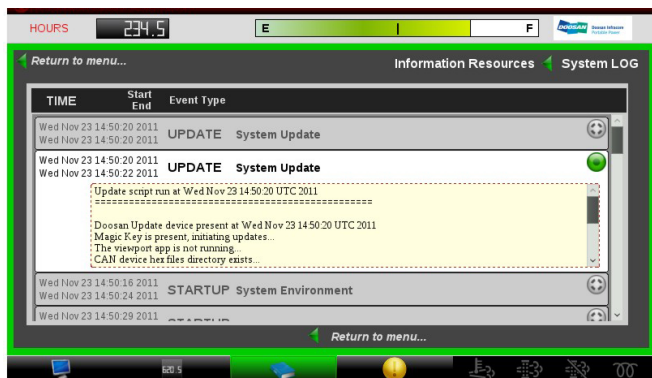 HOURS
234.5
E
F
DOOSAN Doosan Infracore
Portable Power
Return to menu...
Information Resources
System LOG
TIME
Start
End
Event Type
Wed Nov 23 14:50:20 2011
Wed Nov 23 14:50:20 2011
UPDATE System Update
Wed Nov 23 14:50:20 2011
Wed Nov 23 14:50:22 2011
UPDATE System Update
Update script run at Wed Nov 23 14:50:20 UTC 2011
================================================
Doosan Update device present at Wed Nov 23 14:50:20 UTC 2011
Magic Key is present, initiating updates...
The viewport app is not running...
CAN device hex files directory exists...
Wed Nov 23 14:50:16 2011
Wed Nov 23 14:50:24 2011
STARTUP System Environment
Wed Nov 23 14:50:29 2011
Return to menu...
620.5